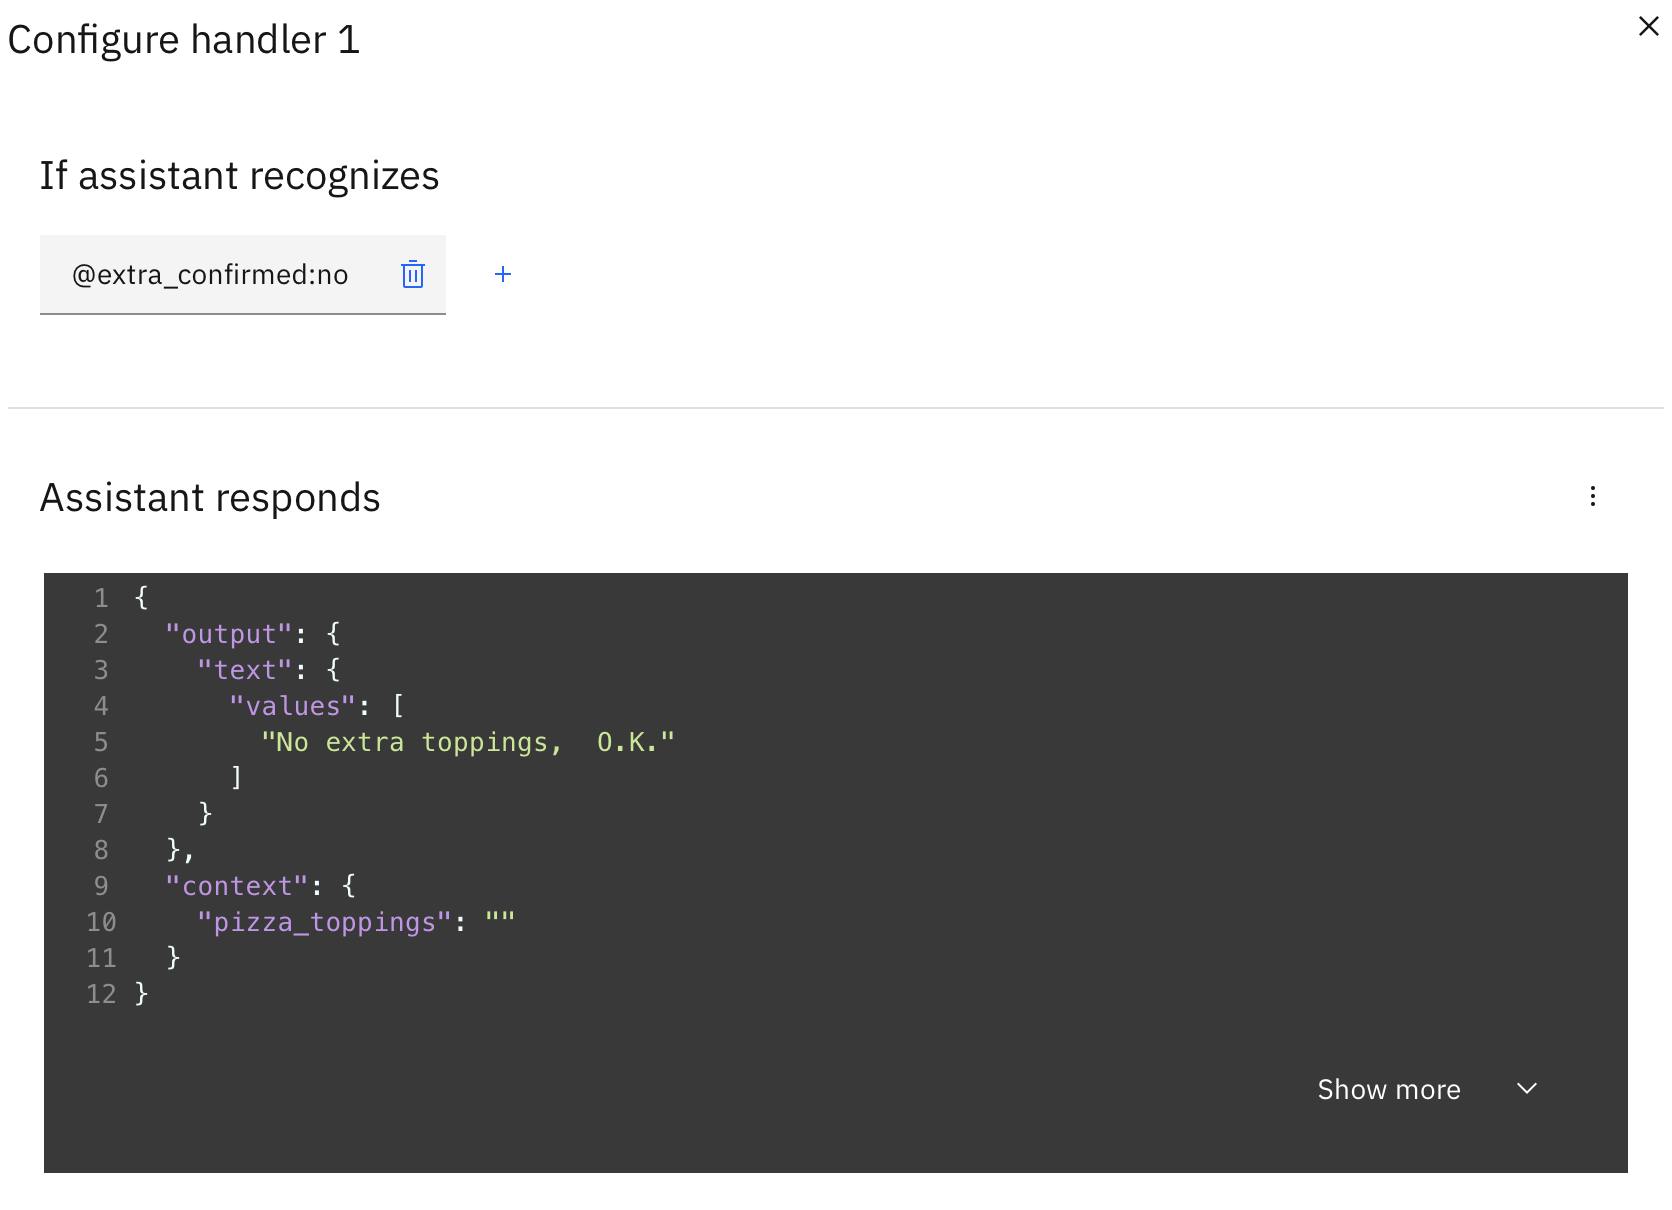 Configure handler 1
If assistant recognizes
@extra_confirmed:no
Assistant responds
1 {
2   "output": {
3     "text": {
4       "values": [
5         "No extra toppings,  O.K."
6       ]
7     }
8   },
9   "context": {
10     "pizza_toppings": ""
11   }
12 }
Show more